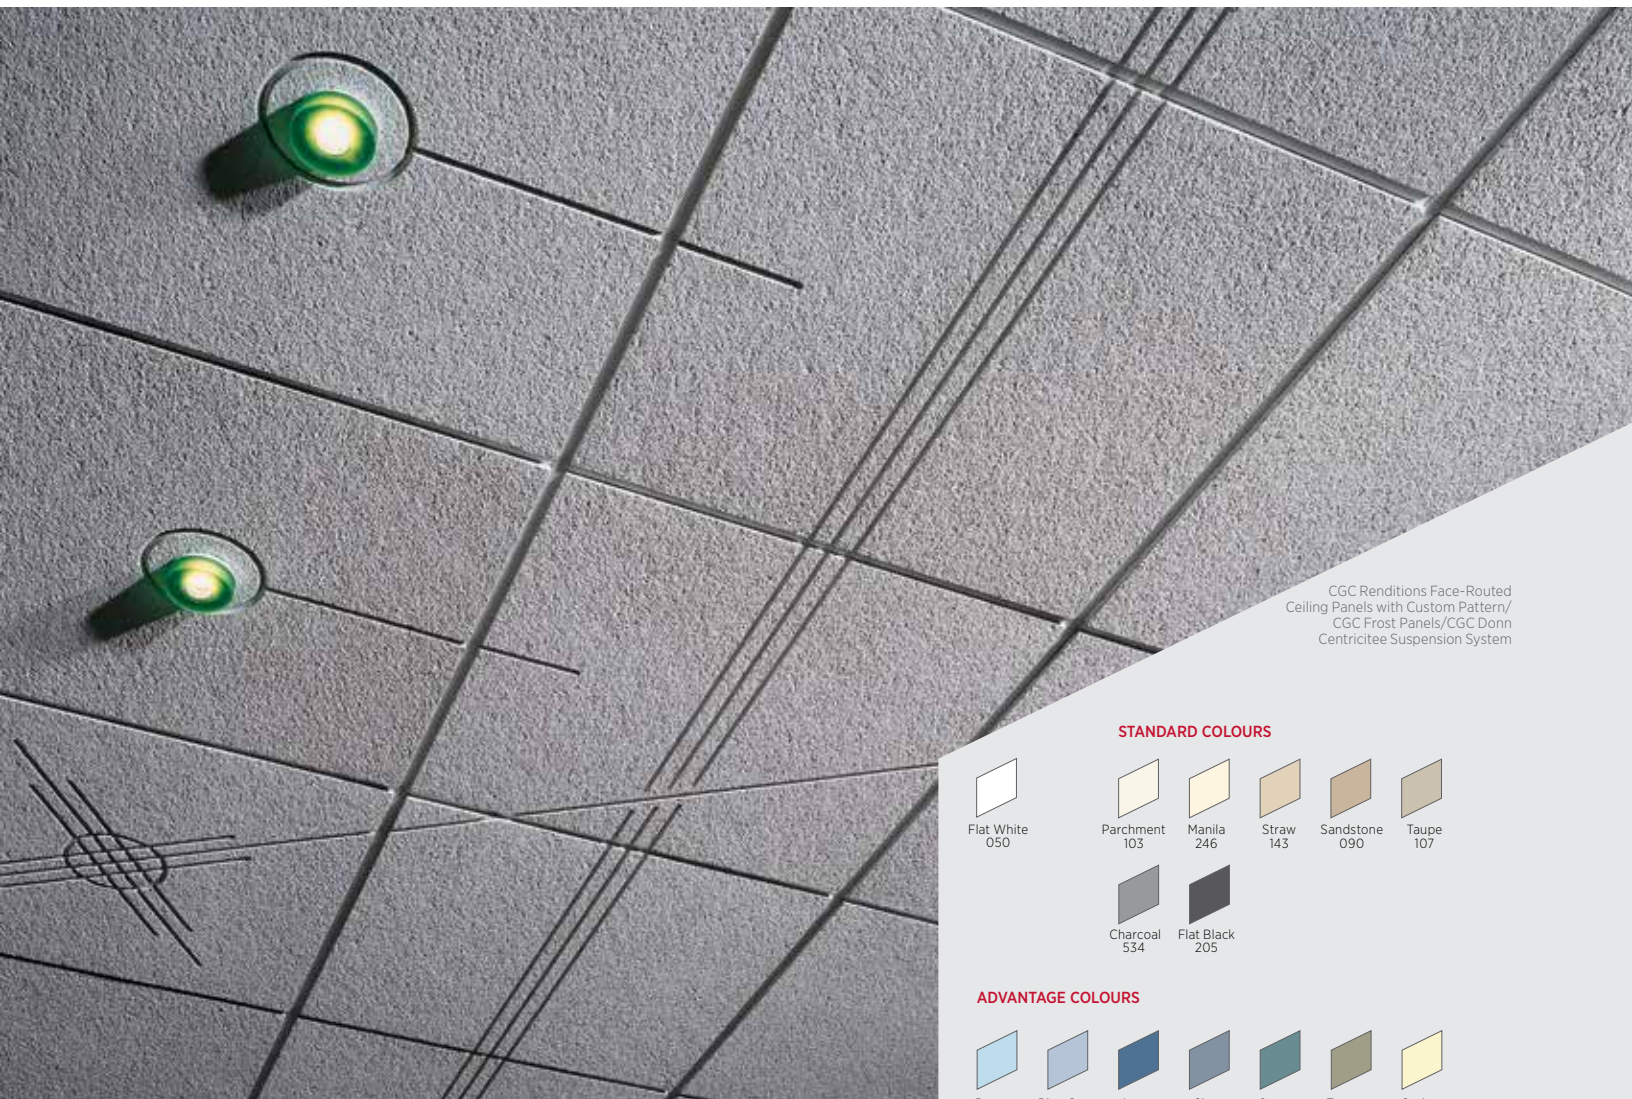 CGC Renditions Face-Routed
Ceiling Panels with Custom Pattern/
CGC Frost Panels/CGC Donn
Centricitee Suspension System
STANDARD COLOURS
Flat White
050
Parchment
103
Manila
246
Straw
143
Sandstone
090
Taupe
107
Charcoal
534
Flat Black
205
ADVANTAGE COLOURS